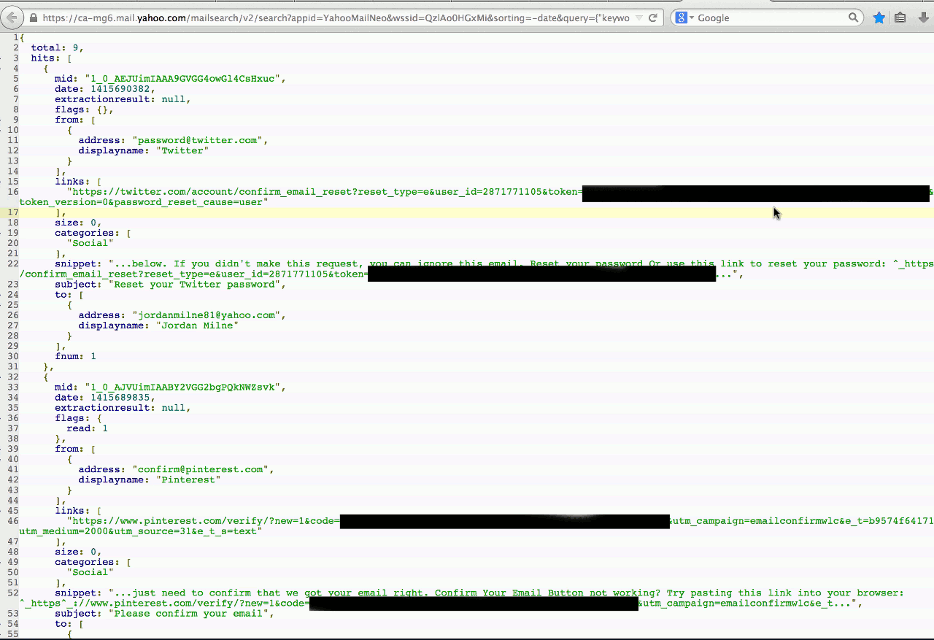 https://ca-mg6.mail.yahoo.com/mailsearch/v2/search?appid=YahooMailNeo&wssid=QzlAo0HGxMi&sorting=-date&query={"keywo
Google
1 {
2 total: 9,
3 hits: [
4 {
5 mid: "1_0_AEJUimIAAA9GVGG4owGl4CsHxuc",
6 date: 1415690382,
7 extractionresult: null,
8 flags: {},
9 from: [
10 {
11 address: "password@twitter.com",
12 displayname: "Twitter"
13 }
14 ],
15 links: [
16 "https://twitter.com/account/confirm_email_reset?reset_type=e&user_id=2871771105&token= &
token_version=0&password_reset_cause=user"
17 ],
18 size: 0,
19 categories: [
20 "Social"
21 ],
22 snippet: "...below. If you didn't make this request, you can ignore this email. Reset your password Or use this link to reset your password: ^_https
/confirm_email_reset?reset_type=e&user_id=2871771105&token= ...",
23 subject: "Reset your Twitter password",
24 to: [
25 {
26 address: "jordanmilne81@yahoo.com",
27 displayname: "Jordan Milne"
28 }
29 ],
30 fnum: 1
31 },
32 {
33 mid: "1_0_AJVUimIAABY2VGG2bgPQkNWZsvk",
34 date: 1415689835,
35 extractionresult: null,
36 flags: {
37 read: 1
38 },
39 from: [
40 {
41 address: "confirm@pinterest.com",
42 displayname: "Pinterest"
43 }
44 ],
45 links: [
46 "https://www.pinterest.com/verify/?new=1&code= &utm_campaign=emailconfirmwlc&e_t=b9574f64171
utm_medium=2000&utm_source=31&e_t_s=text"
47 ],
48 size: 0,
49 categories: [
50 "Social"
51 ],
52 snippet: "...just need to confirm that we got your email right. Confirm Your Email Button not working? Try pasting this link into your browser:
^_https^_://www.pinterest.com/verify/?new=1&code= &utm_campaign=emailconfirmwlc&e_t...",
53 subject: "Please confirm your email",
54 to: [
55 {